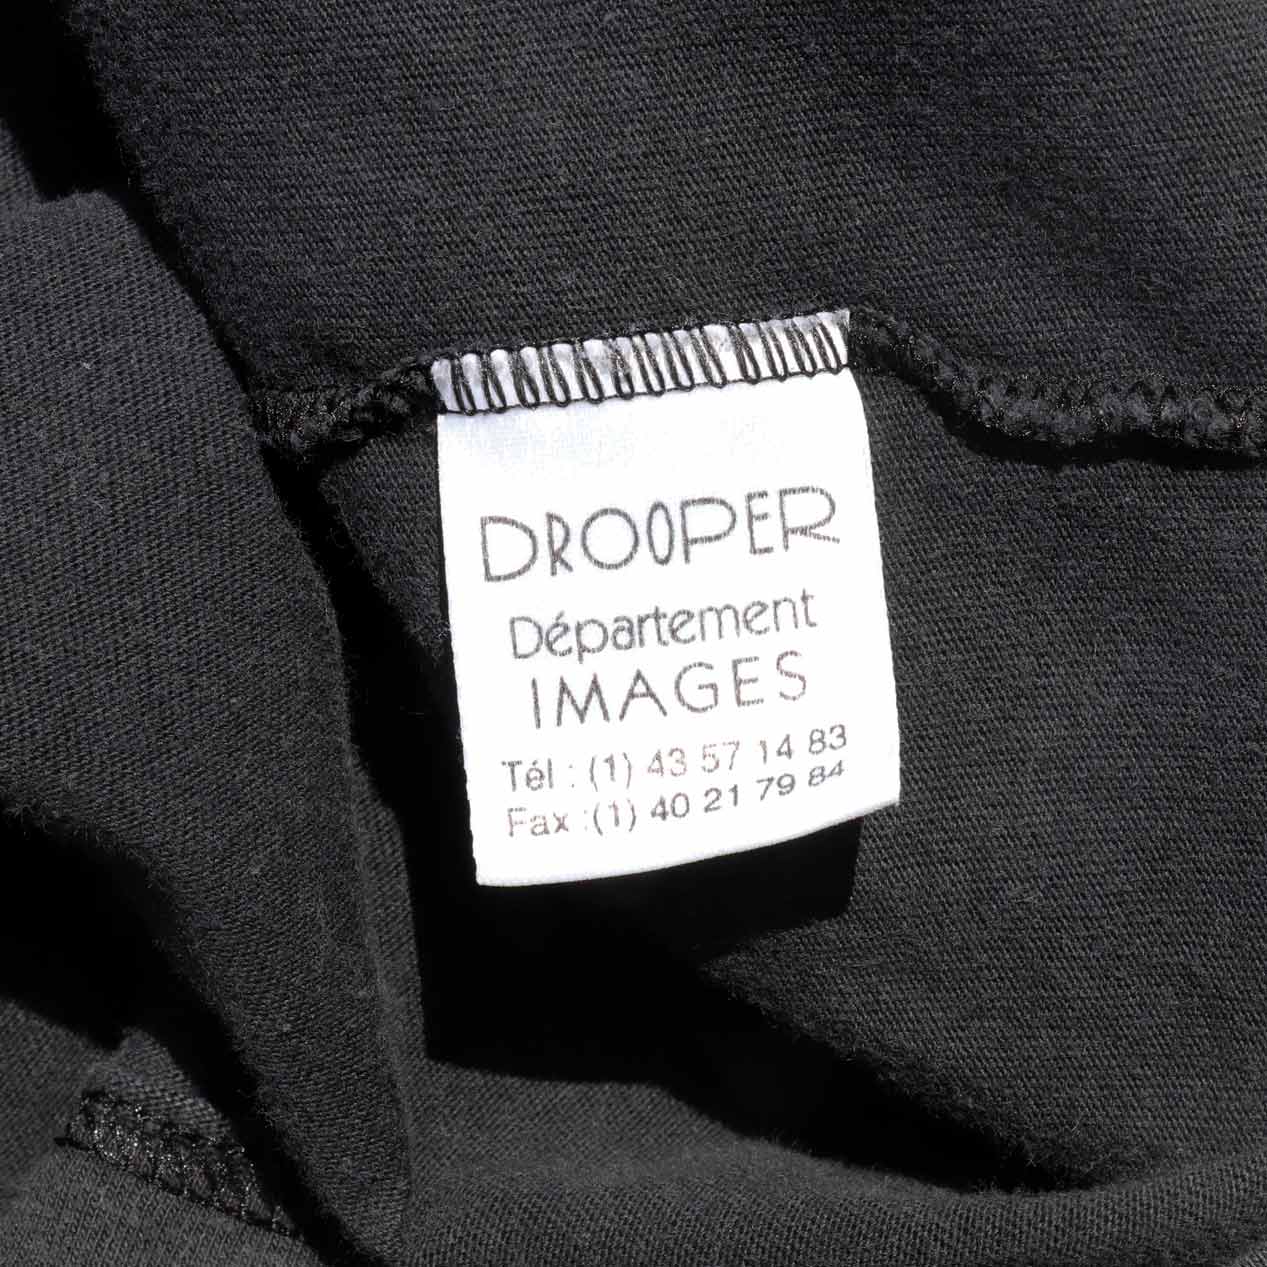 DROOPER
Département
IMAGES
Tél : (1) 43 57 14 83
Fax :(1) 40 21 79 84